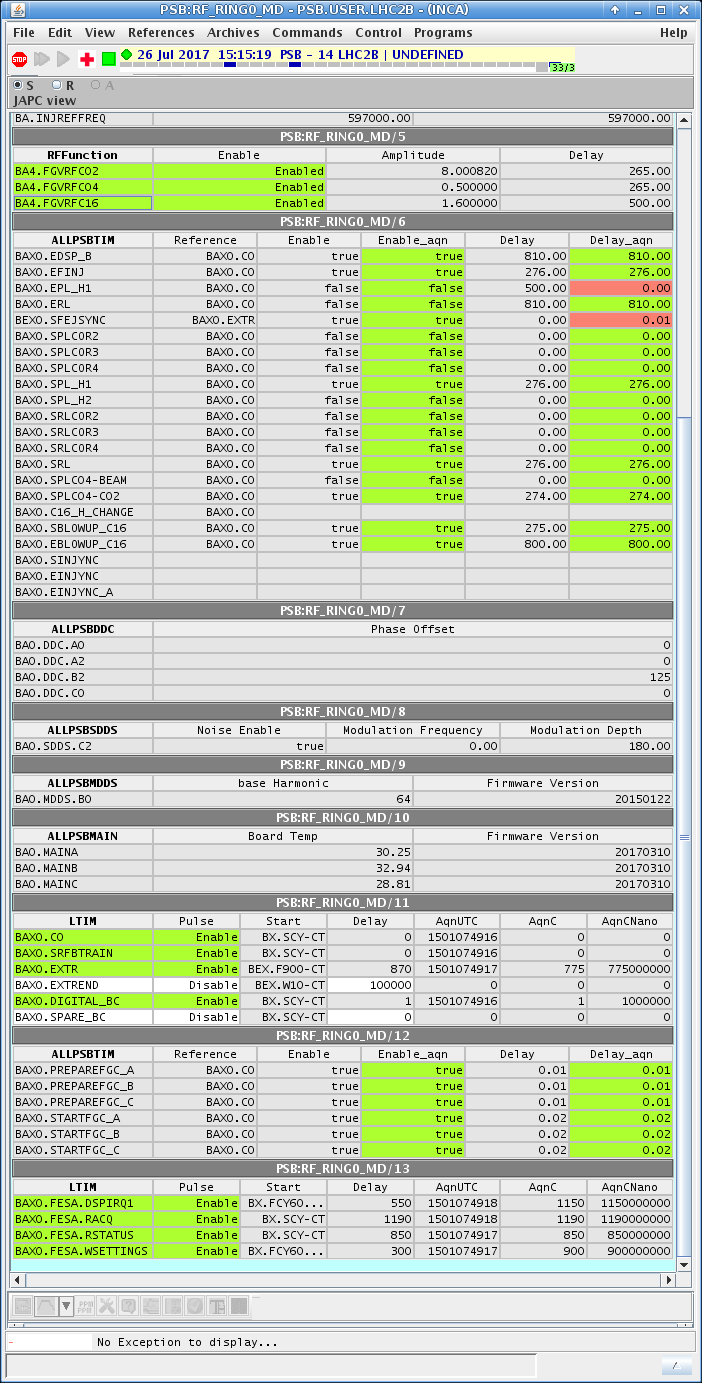 PSB:RF_RING0_MD - PSB.USER.LHC2B - (INCA)
File Edit View References Archives Commands Control Programs Help
STOP 26 Jul 2017 15:15:19 PSB - 14 LHC2B | UNDEFINED
33/3
S R A
JAPC view
BA.INJREFFREQ 597000.00 597000.00
PSB:RF_RING0_MD/5
RFFunction Enable Amplitude Delay
BA4.FGVRFC02 Enabled 8.000820 265.00
BA4.FGVRFC04 Enabled 0.500000 265.00
BA4.FGVRFC16 Enabled 1.600000 500.00
PSB:RF_RING0_MD/6
ALLPSBTIM Reference Enable Enable_aqn Delay Delay_aqn
BAX0.EDSP_B BAX0.C0 true true 810.00 810.00
BAX0.EFINJ BAX0.C0 true true 276.00 276.00
BAX0.EPL_H1 BAX0.C0 false false 500.00 0.00
BAX0.ERL BAX0.C0 false false 810.00 810.00
BEX0.SFEJSYNC BAX0.EXTR true true 0.00 0.01
BAX0.SPLCOR2 BAX0.C0 false false 0.00 0.00
BAX0.SPLCOR3 BAX0.C0 false false 0.00 0.00
BAX0.SPLCOR4 BAX0.C0 false false 0.00 0.00
BAX0.SPL_H1 BAX0.C0 true true 276.00 276.00
BAX0.SPL_H2 BAX0.C0 false false 0.00 0.00
BAX0.SRLCOR2 BAX0.C0 false false 0.00 0.00
BAX0.SRLCOR3 BAX0.C0 false false 0.00 0.00
BAX0.SRLCOR4 BAX0.C0 false false 0.00 0.00
BAX0.SRL BAX0.C0 true true 276.00 276.00
BAX0.SPLC04-BEAM BAX0.C0 false false 0.00 0.00
BAX0.SPLC04-C02 BAX0.C0 true true 274.00 274.00
BAX0.C16_H_CHANGE BAX0.C0
BAX0.SBLOWUP_C16 BAX0.C0 true true 275.00 275.00
BAX0.EBLOWUP_C16 BAX0.C0 true true 800.00 800.00
BAX0.SINJYNC
BAX0.EINJYNC
BAX0.EINJYNC_A
PSB:RF_RING0_MD/7
ALLPSBDDC Phase Offset
BA0.DDC.A0 0
BA0.DDC.A2 0
BA0.DDC.B2 125
BA0.DDC.C0 0
PSB:RF_RING0_MD/8
ALLPSBSDDS Noise Enable Modulation Frequency Modulation Depth
BA0.SDDS.C2 true 0.00 180.00
PSB:RF_RING0_MD/9
ALLPSBMDDS base Harmonic Firmware Version
BA0.MDDS.B0 64 20150122
PSB:RF_RING0_MD/10
ALLPSBMAIN Board Temp Firmware Version
BA0.MAINA 30.25 20170310
BA0.MAINB 32.94 20170310
BA0.MAINC 28.81 20170310
PSB:RF_RING0_MD/11
LTIM Pulse Start Delay AqnUTC AqnC AqnCNano
BAX0.C0 Enable BX.SCY-CT 0 1501074916 0 0
BAX0.SRFBTRAIN Enable BX.SCY-CT 0 1501074916 0 0
BAX0.EXTR Enable BEX.F900-CT 870 1501074917 775 775000000
BAX0.EXTREND Disable BEX.W10-CT 100000 0 0 0
BAX0.DIGITAL_BC Enable BX.SCY-CT 1 1501074916 1 1000000
BAX0.SPARE_BC Disable BX.SCY-CT 0 0 0 0
PSB:RF_RING0_MD/12
ALLPSBTIM Reference Enable Enable_aqn Delay Delay_aqn
BAX0.PREPAREFGC_A BAX0.C0 true true 0.01 0.01
BAX0.PREPAREFGC_B BAX0.C0 true true 0.01 0.01
BAX0.PREPAREFGC_C BAX0.C0 true true 0.01 0.01
BAX0.STARTFGC_A BAX0.C0 true true 0.02 0.02
BAX0.STARTFGC_B BAX0.C0 true true 0.02 0.02
BAX0.STARTFGC_C BAX0.C0 true true 0.02 0.02
PSB:RF_RING0_MD/13
LTIM Pulse Start Delay AqnUTC AqnC AqnCNano
BAX0.FESA.DSPIRQ1 Enable BX.FCY60... 550 1501074918 1150 1150000000
BAX0.FESA.RACQ Enable BX.SCY-CT 1190 1501074918 1190 1190000000
BAX0.FESA.RSTATUS Enable BX.SCY-CT 850 1501074917 850 850000000
BAX0.FESA.WSETTINGS Enable BX.FCY60... 300 1501074917 900 900000000
No Exception to display...